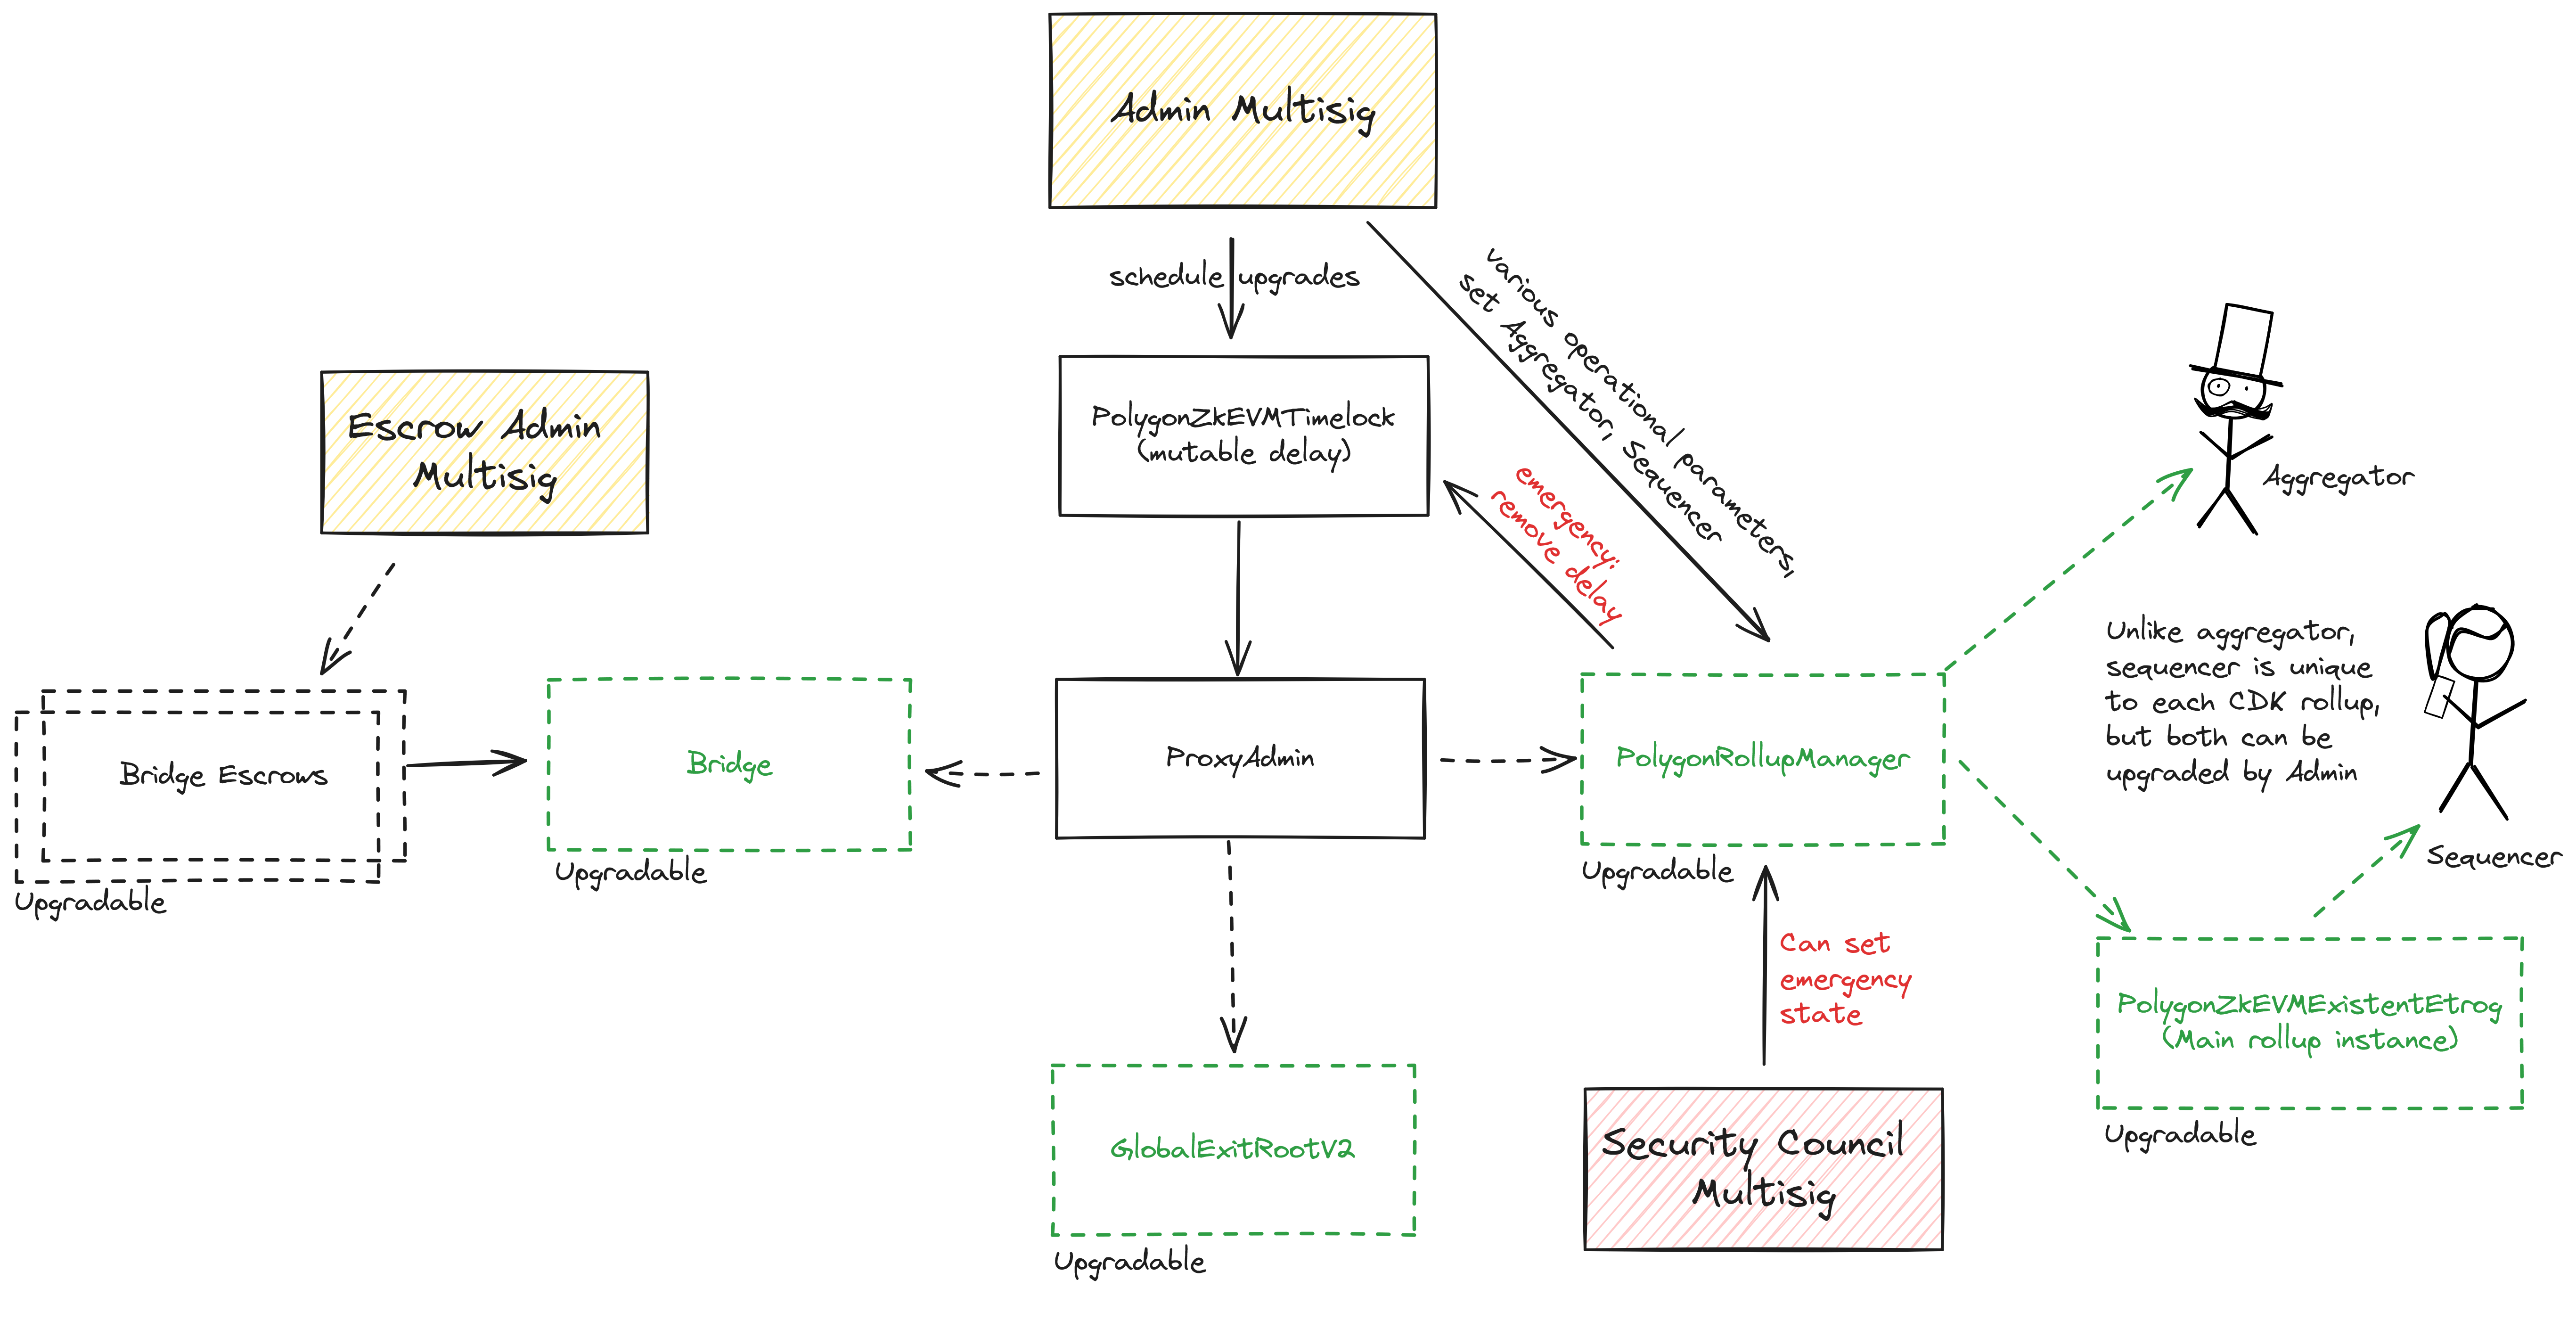 Admin Multisig
schedule upgrades
various operational parameters,
set Aggregator, Sequencer
PolygonZkEVMTimelock
(mutable delay)
emergency:
remove delay
Escrow Admin
Multisig
Aggregator
Unlike aggregator,
sequencer is unique
to each CDK rollup,
but both can be
upgraded by Admin
Sequencer
Bridge Escrows
Upgradable
Bridge
Upgradable
ProxyAdmin
PolygonRollupManager
Upgradable
Can set
emergency
state
PolygonZkEVMExistentEtrog
(Main rollup instance)
Upgradable
GlobalExitRootV2
Upgradable
Security Council
Multisig